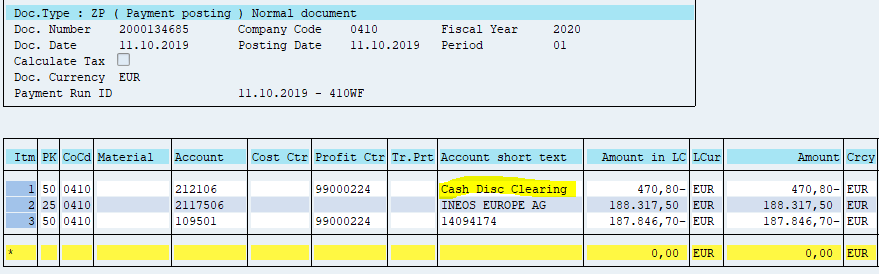 Doc.Type : ZP ( Payment posting ) Normal document
Doc. Number 2000134685 Company Code 0410 Fiscal Year 2020
Doc. Date 11.10.2019 Posting Date 11.10.2019 Period 01
Calculate Tax
Doc. Currency EUR
Payment Run ID 11.10.2019 - 410WF
Itm PK CoCd Material Account Cost Ctr Profit Ctr Tr.Prt Account short text Amount in LC LCur Amount Crcy
1 50 0410 212106 99000224 Cash Disc Clearing 470,80- EUR 470,80- EUR
2 25 0410 2117506 INEOS EUROPE AG 188.317,50 EUR 188.317,50 EUR
3 50 0410 109501 99000224 14094174 187.846,70- EUR 187.846,70- EUR
* 0,00 EUR 0,00 EUR